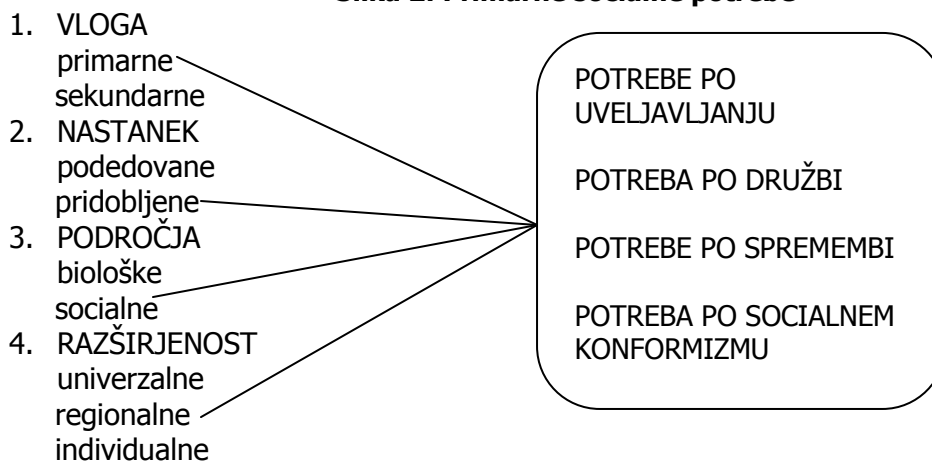 1. VLOGA
primarne
sekundarne
2. NASTANEK
podedovane
pridobljene
3. PODROČJA
biološke
socialne
4. RAZŠIRJENOST
univerzalne
regionalne
individualne
POTREBE PO
UVELJAVLJANJU
POTREBA PO DRUŽBI
POTREBE PO SPREMEMBI
POTREBA PO SOCIALNEM
KONFORMIZMU